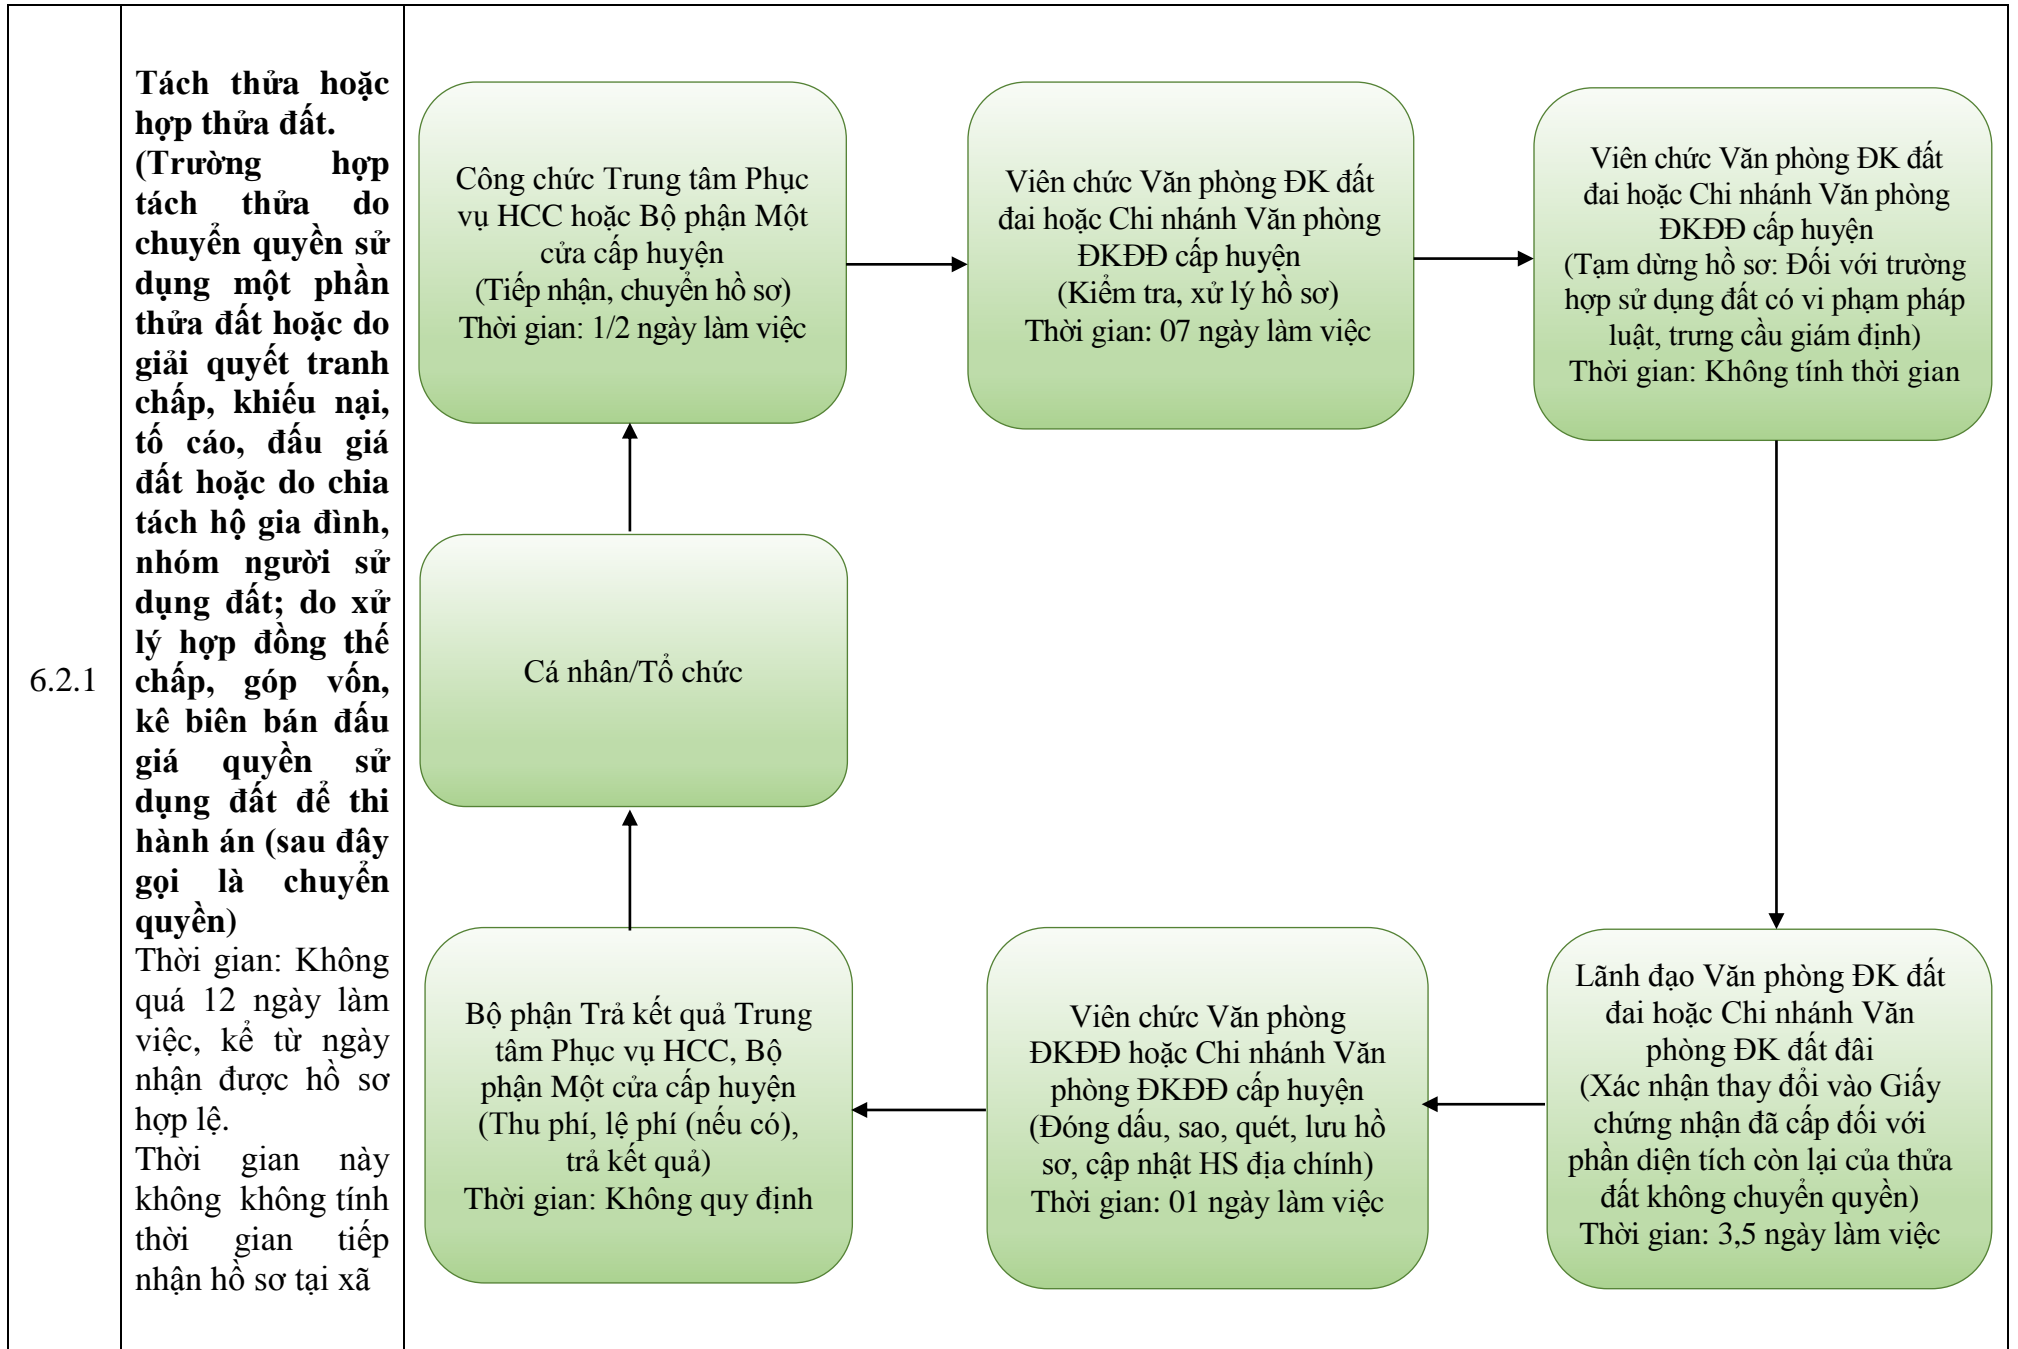 6.2.1
Tách thửa hoặc
hợp thửa đất.
(Trường hợp
tách thửa do
chuyển quyền sử
dụng một phần
thửa đất hoặc do
giải quyết tranh
chấp, khiếu nại,
tố cáo, đấu giá
đất hoặc do chia
tách hộ gia đình,
nhóm người sử
dụng đất; do xử
lý hợp đồng thế
chấp, góp vốn,
kê biên bán đấu
giá quyền sử
dụng đất để thi
hành án (sau đây
gọi là chuyển
quyền)
Thời gian: Không
quá 12 ngày làm
việc, kể từ ngày
nhận được hồ sơ
hợp lệ.
Thời gian này
không không tính
thời gian tiếp
nhận hồ sơ tại xã
Công chức Trung tâm Phục
vụ HCC hoặc Bộ phận Một
cửa cấp huyện
(Tiếp nhận, chuyển hồ sơ)
Thời gian: 1/2 ngày làm việc
Viên chức Văn phòng ĐK đất
đai hoặc Chi nhánh Văn phòng
ĐKĐĐ cấp huyện
(Kiểm tra, xử lý hồ sơ)
Thời gian: 07 ngày làm việc
Viên chức Văn phòng ĐK đất
đai hoặc Chi nhánh Văn phòng
ĐKĐĐ cấp huyện
(Tạm dừng hồ sơ: Đối với trường
hợp sử dụng đất có vi phạm pháp
luật, trưng cầu giám định)
Thời gian: Không tính thời gian
Cá nhân/Tổ chức
Bộ phận Trả kết quả Trung
tâm Phục vụ HCC, Bộ
phận Một cửa cấp huyện
(Thu phí, lệ phí (nếu có),
trả kết quả)
Thời gian: Không quy định
Viên chức Văn phòng
ĐKĐĐ hoặc Chi nhánh Văn
phòng ĐKĐĐ cấp huyện
(Đóng dấu, sao, quét, lưu hồ
sơ, cập nhật HS địa chính)
Thời gian: 01 ngày làm việc
Lãnh đạo Văn phòng ĐK đất
đai hoặc Chi nhánh Văn
phòng ĐK đất đâi
(Xác nhận thay đổi vào Giấy
chứng nhận đã cấp đối với
phần diện tích còn lại của thửa
đất không chuyển quyền)
Thời gian: 3,5 ngày làm việc